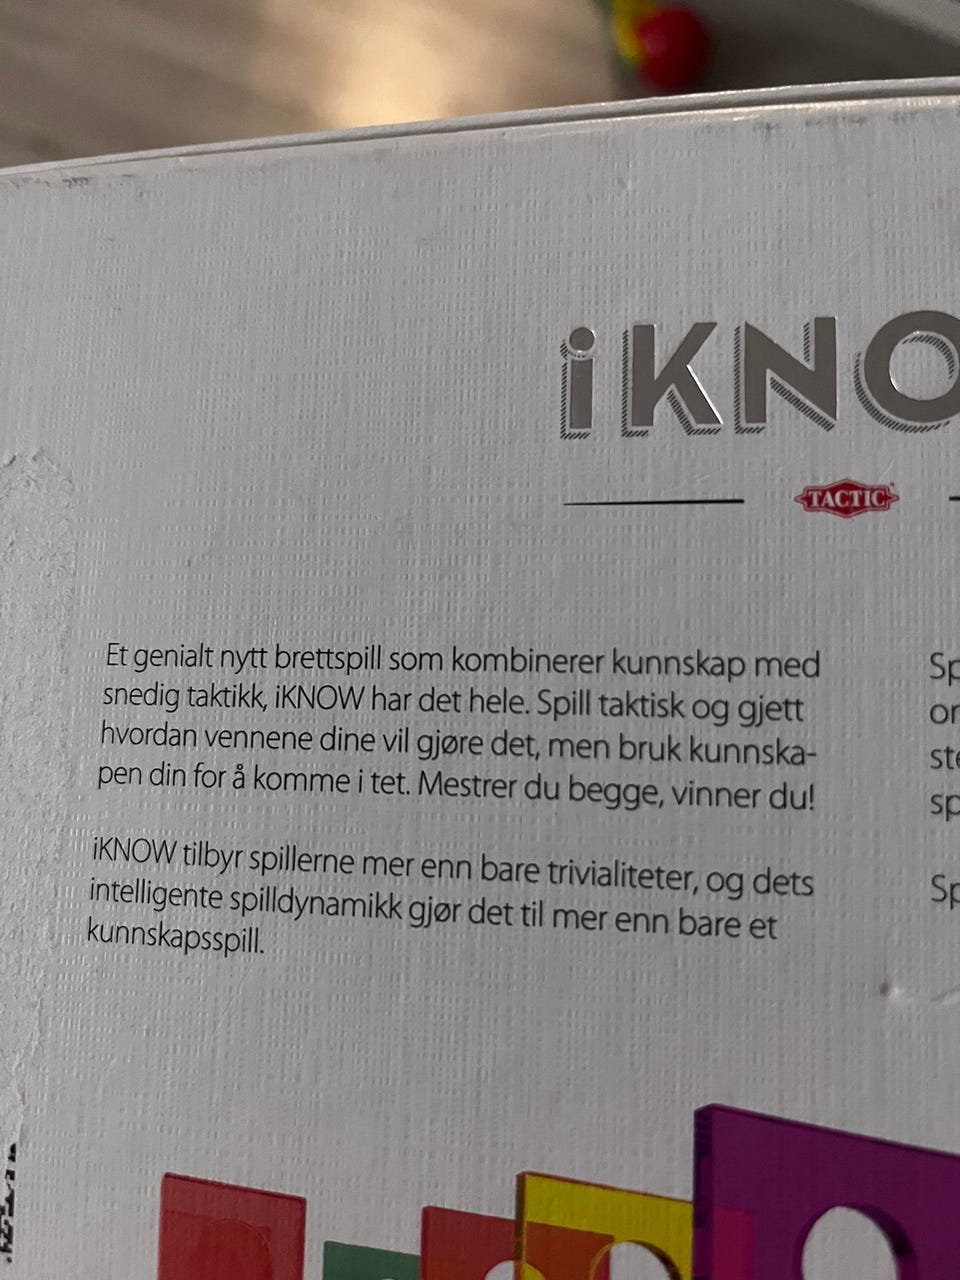 iKNOW
TACTIC
Et genialt nytt brettspill som kombinerer kunnskap med
snedig taktikk, iKNOW har det hele. Spill taktisk og gjett
hvordan vennene dine vil gjøre det, men bruk kunnska-
pen din for å komme i tet. Mestrer du begge, vinner du!
iKNOW tilbyr spillerne mer enn bare trivialiteter, og dets
intelligente spilldynamikk gjør det til mer enn bare et
kunnskapsspill.